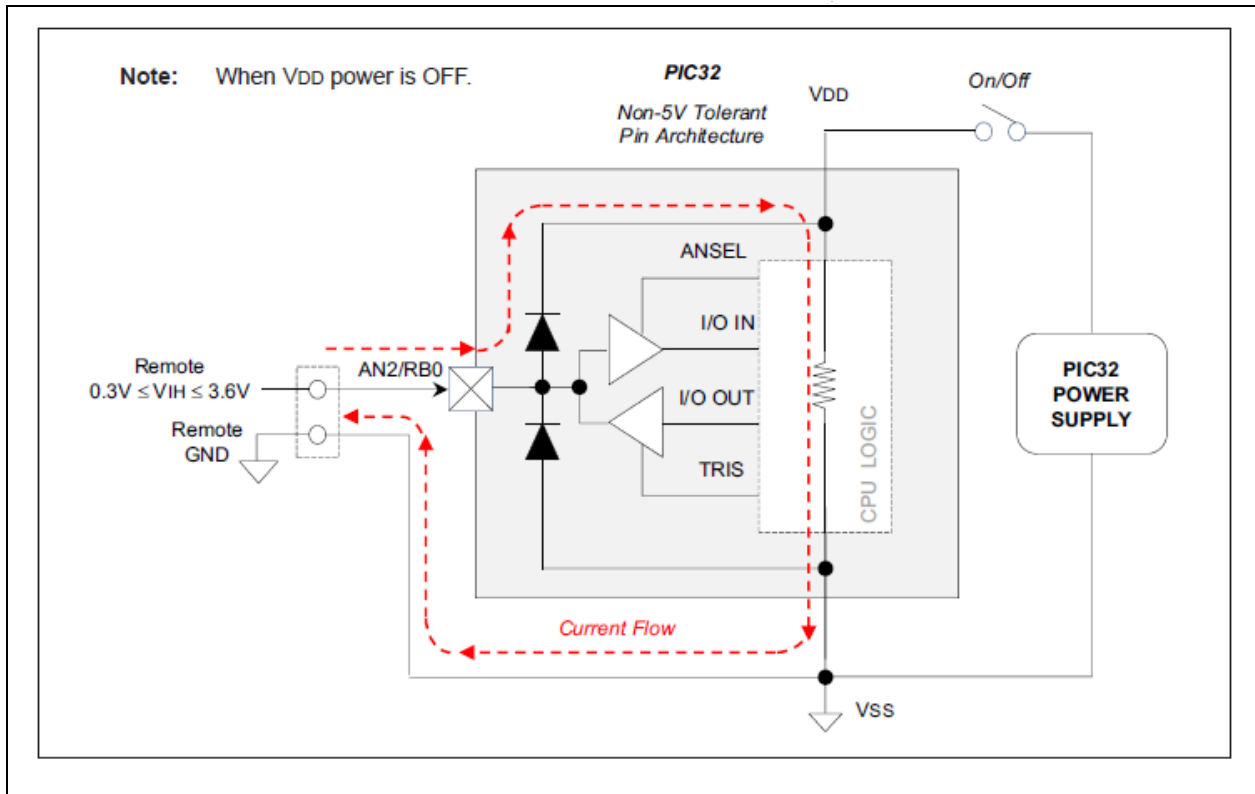 Note: When VDD power is OFF.
PIC32
Non-5V Tolerant
Pin Architecture
VDD
On/Off
ANSEL
I/O IN
I/O OUT
TRIS
CPU LOGIC
Remote
0.3V ≤ VIH ≤ 3.6V
AN2/RB0
Remote
GND
PIC32
POWER
SUPPLY
Current Flow
VSS